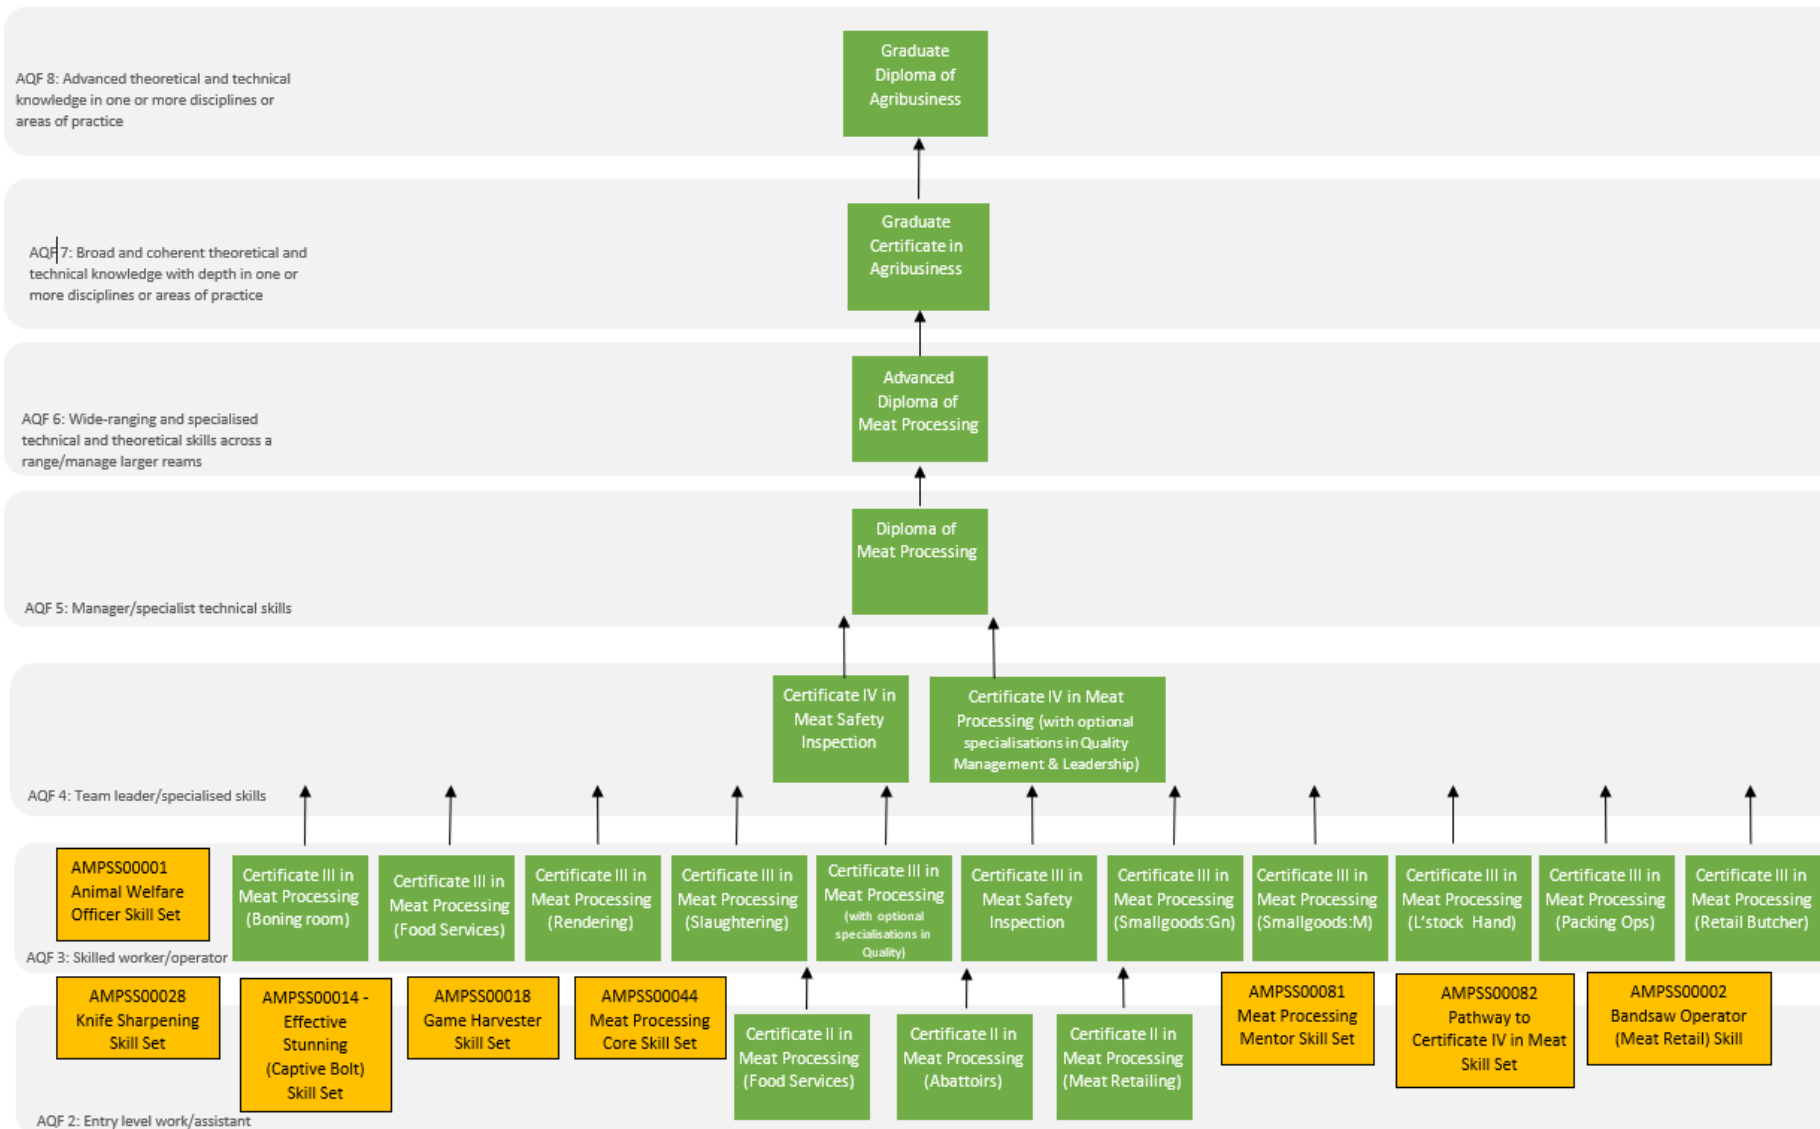 Graduate
Diploma of
Agribusiness
AQF 8: Advanced theoretical and technical
knowledge in one or more disciplines or
areas of practice
Graduate
Certificate in
Agribusiness
AQF 7: Broad and coherent theoretical and
technical knowledge with depth in one or
more disciplines or areas of practice
Advanced
Diploma of
Meat Processing
AQF 6: Wide-ranging and specialised
technical and theoretical skills across a
range/manage larger reams
Diploma of
Meat Processing
AQF 5: Manager/specialist technical skills
Certificate IV in
Meat Safety
Inspection
Certificate IV in Meat
Processing (with optional
specialisations in Quality
Management & Leadership)
AQF 4: Team leader/specialised skills
AMPSS00001
Animal Welfare
Officer Skill Set
Certificate III in
Meat Processing
(Boning room)
Certificate III in
Meat Processing
(Food Services)
Certificate III in
Meat Processing
(Rendering)
Certificate III in
Meat Processing
(Slaughtering)
Certificate III in
Meat Processing
(with optional
specialisations in
Quality)
Certificate III in
Meat Safety
Inspection
Certificate III in
Meat Processing
(Smallgoods:Gn)
Certificate III in
Meat Processing
(Smallgoods:M)
Certificate III in
Meat Processing
(L'stock Hand)
Certificate III in
Meat Processing
(Packing Ops)
Certificate III in
Meat Processing
(Retail Butcher)
AQF 3: Skilled worker/operator
AMPSS00028
Knife Sharpening
Skill Set
AMPSS00014 -
Effective
Stunning
(Captive Bolt)
Skill Set
AMPSS00018
Game Harvester
Skill Set
AMPSS00044
Meat Processing
Core Skill Set
Certificate II in
Meat Processing
(Food Services)
Certificate II in
Meat Processing
(Abattoirs)
Certificate II in
Meat Processing
(Meat Retailing)
AMPSS00081
Meat Processing
Mentor Skill Set
AMPSS00082
Pathway to
Certificate IV in Meat
Skill Set
AMPSS00002
Bandsaw Operator
(Meat Retail) Skill
AQF 2: Entry level work/assistant